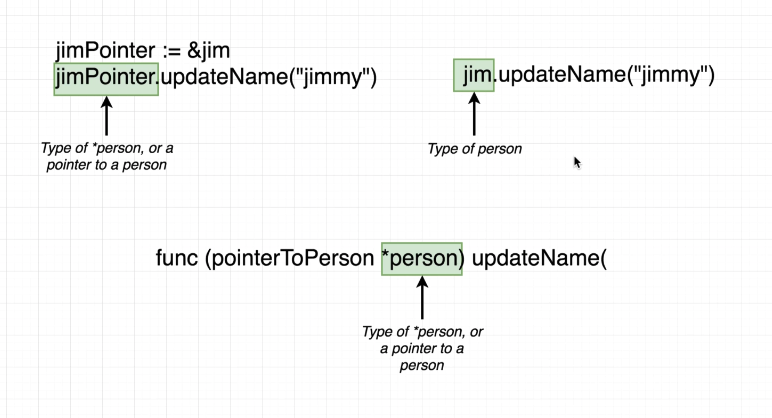 jimPointer := &jim
jimPointer.updateName("jimmy")
Type of *person, or a
pointer to a person
jim.updateName("jimmy")
Type of person
func (pointerToPerson *person) updateName(
Type of *person, or
a pointer to a
person